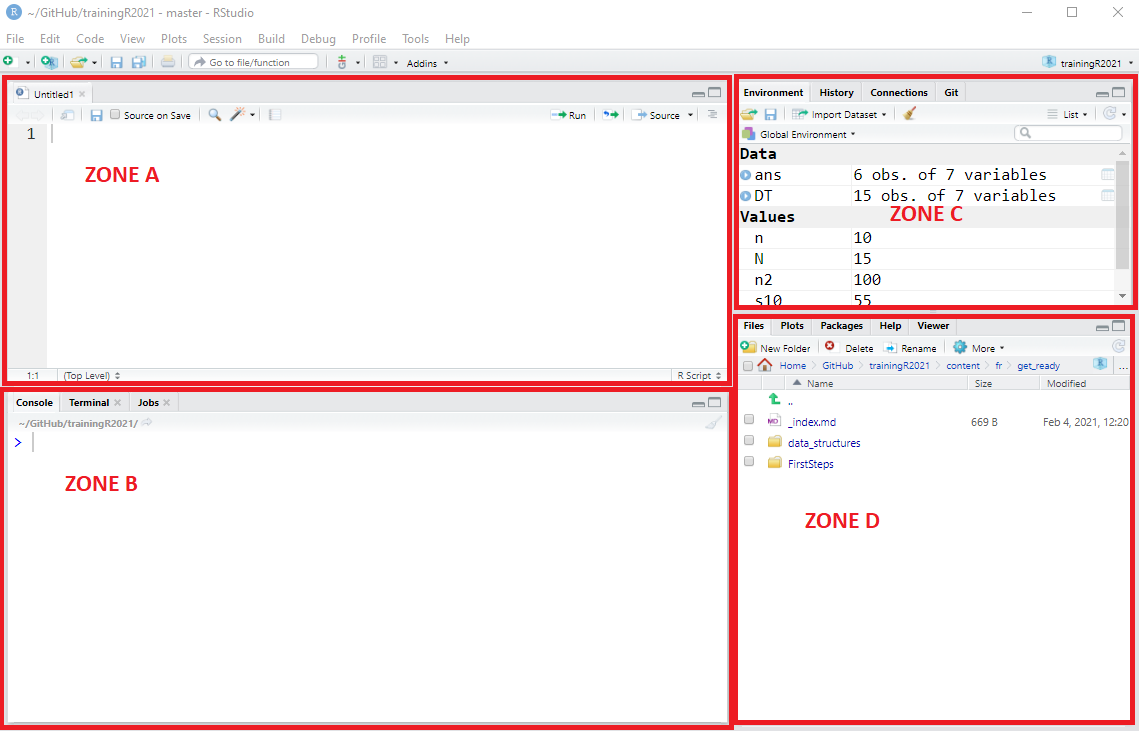 ~/GitHub/trainingR2021 - master - RStudio
File Edit Code View Plots Session Build Debug Profile Tools Help
Go to file/function Addins trainingR2021
Untitled1
Source on Save Run Source
1
ZONE A
1:1 (Top Level) R Script
Console Terminal Jobs
~/GitHub/trainingR2021/
>
ZONE B
Environment History Connections Git
Import Dataset List
Global Environment
Data
ans 6 obs. of 7 variables
DT 15 obs. of 7 variables
Values
ZONE C
n 10
N 15
n2 100
s10 55
Files Plots Packages Help Viewer
New Folder Delete Rename More
Home GitHub trainingR2021 content fr get_ready ...
Name Size Modified
..
_index.md 669 B Feb 4, 2021, 12:20
data_structures
FirstSteps
ZONE D